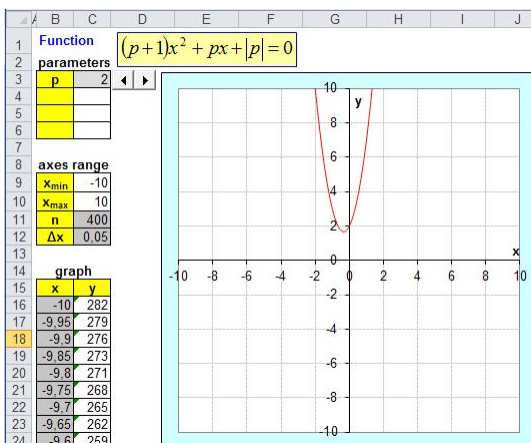 A B C D E F G H I J
1 Function (p+1)x² + px + |p| = 0
2 parameters
3 p 2
4
5
6
7
8 axes range
9 xmin -10
10 xmax 10
11 n 400
12 Δx 0,05
13
14 graph
15 x y
16 -10 282
17 -9,95 279
18 -9,9 276
19 -9,85 273
20 -9,8 271
21 -9,75 268
22 -9,7 265
23 -9,65 262
24 -9,6 259
10
y
8
6
4
2
0
x
-10 -8 -6 -4 -2 0 2 4 6 8 10
-2
-4
-6
-8
-10